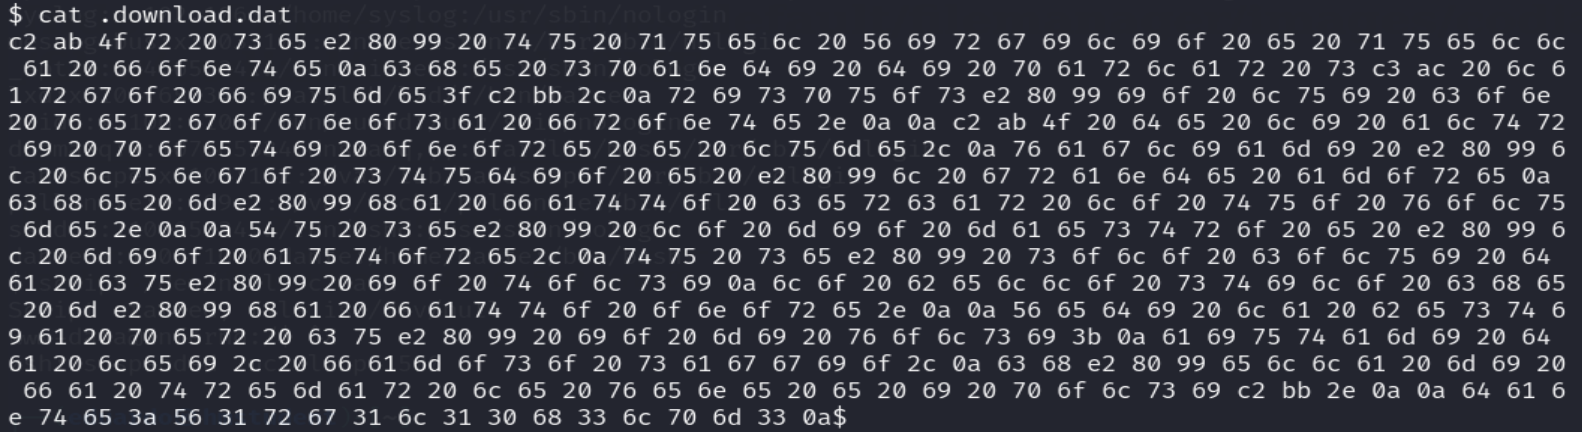 $ cat .download.dat
c2 ab 4f 72 20 73 65 e2 80 99 20 74 75 20 71 75 65 6c 20 56 69 72 67 69 6c 69 6f 20 65 20 71 75 65 6c 6c
 61 20 66 6f 6e 74 65 0a 63 68 65 20 73 70 61 6e 64 69 20 64 69 20 70 61 72 6c 61 72 20 73 c3 ac 20 6c 6
1 72 67 6f 20 66 69 75 6d 65 3f c2 bb 2c 0a 72 69 73 70 75 6f 73 e2 80 99 69 6f 20 6c 75 69 20 63 6f 6e
20 76 65 72 67 6f 67 6e 6f 73 61 20 66 72 6f 6e 74 65 2e 0a 0a c2 ab 4f 20 64 65 20 6c 69 20 61 6c 74 72
 69 20 70 6f 65 74 69 20 6f 6e 6f 72 65 20 65 20 6c 75 6d 65 2c 0a 76 61 67 6c 69 61 6d 69 20 e2 80 99 6
c 20 6c 75 6e 67 6f 20 73 74 75 64 69 6f 20 65 20 e2 80 99 6c 20 67 72 61 6e 64 65 20 61 6d 6f 72 65 0a
63 68 65 20 6d e2 80 99 68 61 20 66 61 74 74 6f 20 63 65 72 63 61 72 20 6c 6f 20 74 75 6f 20 76 6f 6c 75
 6d 65 2e 0a 0a 54 75 20 73 65 e2 80 99 20 6c 6f 20 6d 69 6f 20 6d 61 65 73 74 72 6f 20 65 20 e2 80 99 6
c 20 6d 69 6f 20 61 75 74 6f 72 65 2c 0a 74 75 20 73 65 e2 80 99 20 73 6f 6c 6f 20 63 6f 6c 75 69 20 64
61 20 63 75 e2 80 99 20 69 6f 20 74 6f 6c 73 69 0a 6c 6f 20 62 65 6c 6c 6f 20 73 74 69 6c 6f 20 63 68 65
20 6d e2 80 99 68 61 20 66 61 74 74 6f 20 6f 6e 6f 72 65 2e 0a 0a 56 65 64 69 20 6c 61 20 62 65 73 74 6
9 61 20 70 65 72 20 63 75 e2 80 99 20 69 6f 20 6d 69 20 76 6f 6c 73 69 3b 0a 61 69 75 74 61 6d 69 20 64
61 20 6c 65 69 2c 20 66 61 6d 6f 73 6f 20 73 61 67 67 69 6f 2c 0a 63 68 e2 80 99 65 6c 6c 61 20 6d 69 20
 66 61 20 74 72 65 6d 61 72 20 6c 65 20 76 65 6e 65 20 65 20 69 20 70 6f 6c 73 69 c2 bb 2e 0a 0a 64 61 6
e 74 65 3a 56 31 72 67 31 6c 31 30 68 33 6c 70 6d 33 0a$